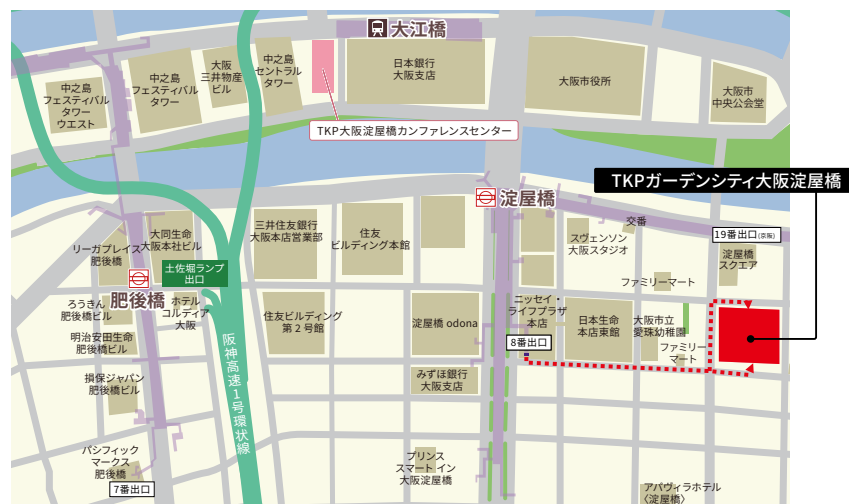 大江橋
中之島
フェスティバル
タワー
ウエスト
中之島
フェスティバル
タワー
大阪
三井物産
ビル
中之島
セントラル
タワー
日本銀行
大阪支店
大阪市役所
大阪市
中央公会堂
TKP大阪淀屋橋カンファレンスセンター
TKPガーデンシティ大阪淀屋橋
淀屋橋
交番
19番出口(京阪)
リーガプレイス
肥後橋
大同生命
大阪本社ビル
三井住友銀行
大阪本店営業部
住友
ビルディング本館
スヴェンソン
大阪スタジオ
淀屋橋
スクエア
土佐堀ランプ
出口
ファミリーマート
肥後橋
ろうきん
肥後橋ビル
ホテル
コルディア
大阪
住友ビルディング
第2号館
淀屋橋 odona
ニッセイ・
ライフプラザ
本店
日本生命
本店東館
大阪市立
愛珠幼稚園
明治安田生命
肥後橋ビル
8番出口
ファミリー
マート
阪神高速1号環状線
損保ジャパン
肥後橋ビル
みずほ銀行
大阪支店
パシフィック
マークス
肥後橋
7番出口
プリンス
スマート イン
大阪淀屋橋
アパヴィラホテル
〈淀屋橋〉